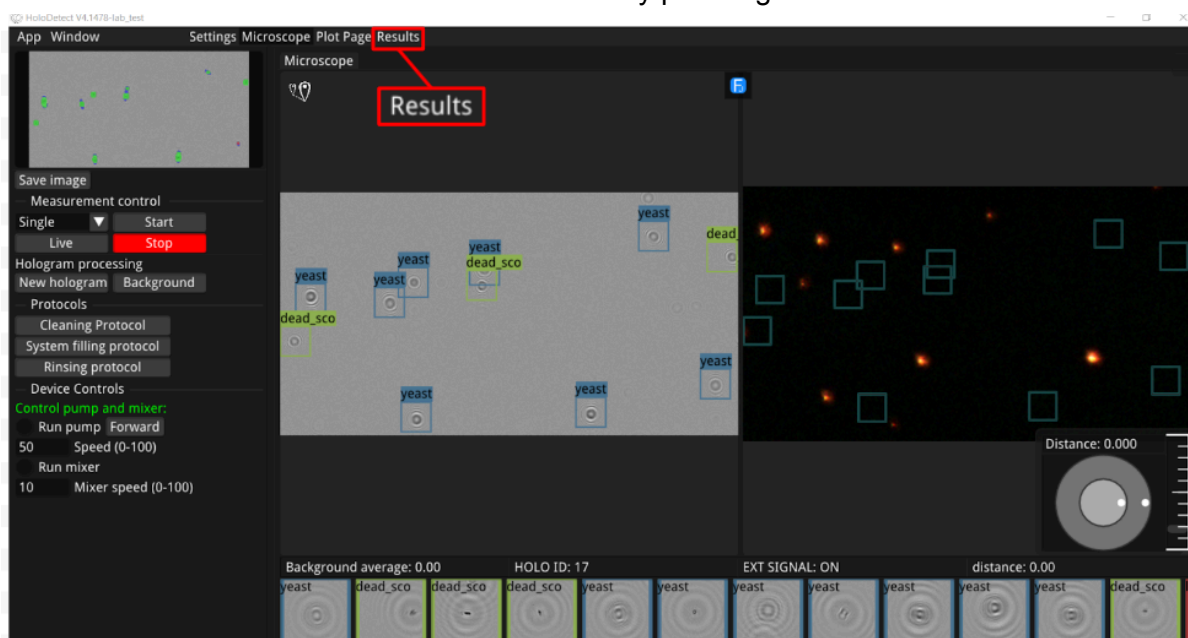 HoloDetect V4.1478-lab_test
App Window Settings Microscope Plot Page Results
Microscope
Results
Save image
Measurement control
Single Start
Live Stop
Hologram processing
New hologram Background
Protocols
Cleaning Protocol
System filling protocol
Rinsing protocol
Device Controls
Control pump and mixer:
Run pump Forward
50 Speed (0-100)
Run mixer
10 Mixer speed (0-100)
yeast
dead_
yeast
dead_sco
yeast
yeast
yeast
dead_sco
yeast
yeast
yeast
Distance: 0.000
Background average: 0.00 HOLO ID: 17 EXT SIGNAL: ON distance: 0.00
yeast dead_sco dead_sco dead_sco yeast yeast yeast yeast yeast yeast yeast dead_sco